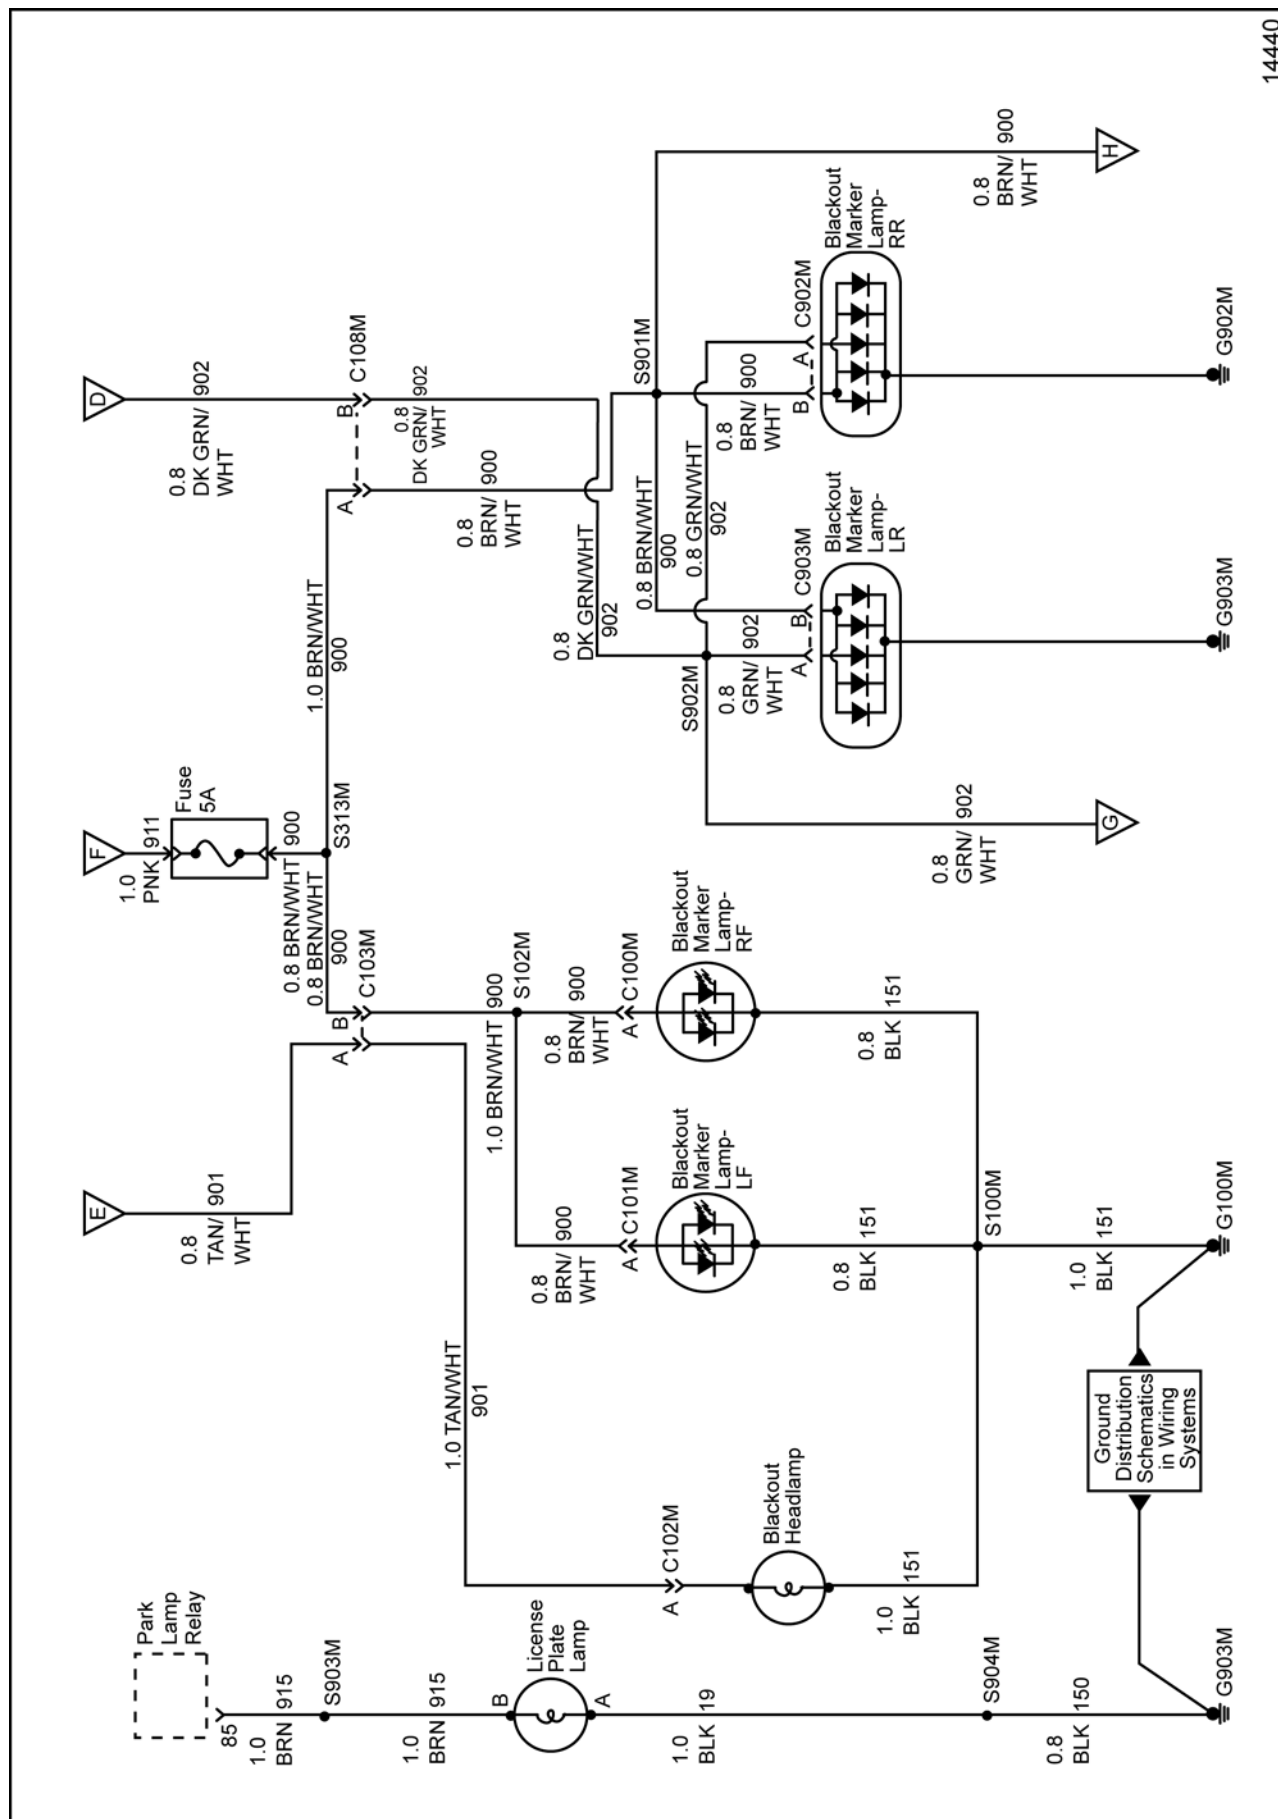 Park
Lamp
Relay
85
1.0
BRN
915
S903M
1.0
BRN
915
B
License
Plate
Lamp
A
1.0
BLK
19
S904M
0.8
BLK
150
G903M
E
0.8
TAN/
WHT
901
A
B
C103M
1.0 TAN/WHT
901
A
C102M
Blackout
Headlamp
1.0
BLK
151
1.0 BRN/WHT 900
S102M
0.8
BRN/
WHT
900
A
C101M
Blackout
Marker
Lamp-
LF
0.8
BLK
151
0.8
BRN/
WHT
900
A
C100M
Blackout
Marker
Lamp-
RF
0.8
BLK
151
S100M
1.0
BLK
151
G100M
Ground
Distribution
Schematics
in Wiring
Systems
F
1.0
PNK
911
Fuse
5A
0.8 BRN/WHT 900
0.8 BRN/WHT
900
S313M
1.0 BRN/WHT
900
D
0.8
DK GRN/
WHT
902
A
B
C108M
0.8
DK GRN/
WHT
902
0.8
BRN/
WHT
900
0.8
DK GRN/WHT
902
S901M
0.8 BRN/WHT
900
0.8 GRN/WHT
902
S902M
0.8
GRN/
WHT
902
A
B
C903M
Blackout
Marker
Lamp-
LR
G903M
0.8
BRN/
WHT
900
B
A
C902M
Blackout
Marker
Lamp-
RR
G902M
0.8
GRN/
WHT
902
G
0.8
BRN/
WHT
900
H
14440